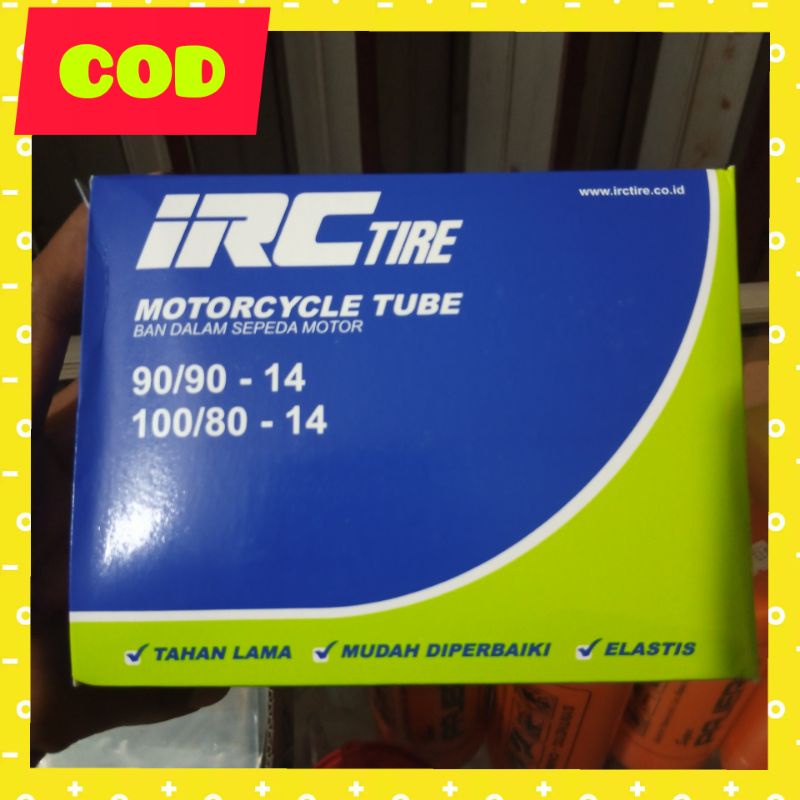 COD
iRC TIRE
www.irctire.co.id
MOTORCYCLE TUBE
BAN DALAM SEPEDA MOTOR
90/90 - 14
100/80 - 14
TAHAN LAMA MUDAH DIPERBAIKI ELASTIS